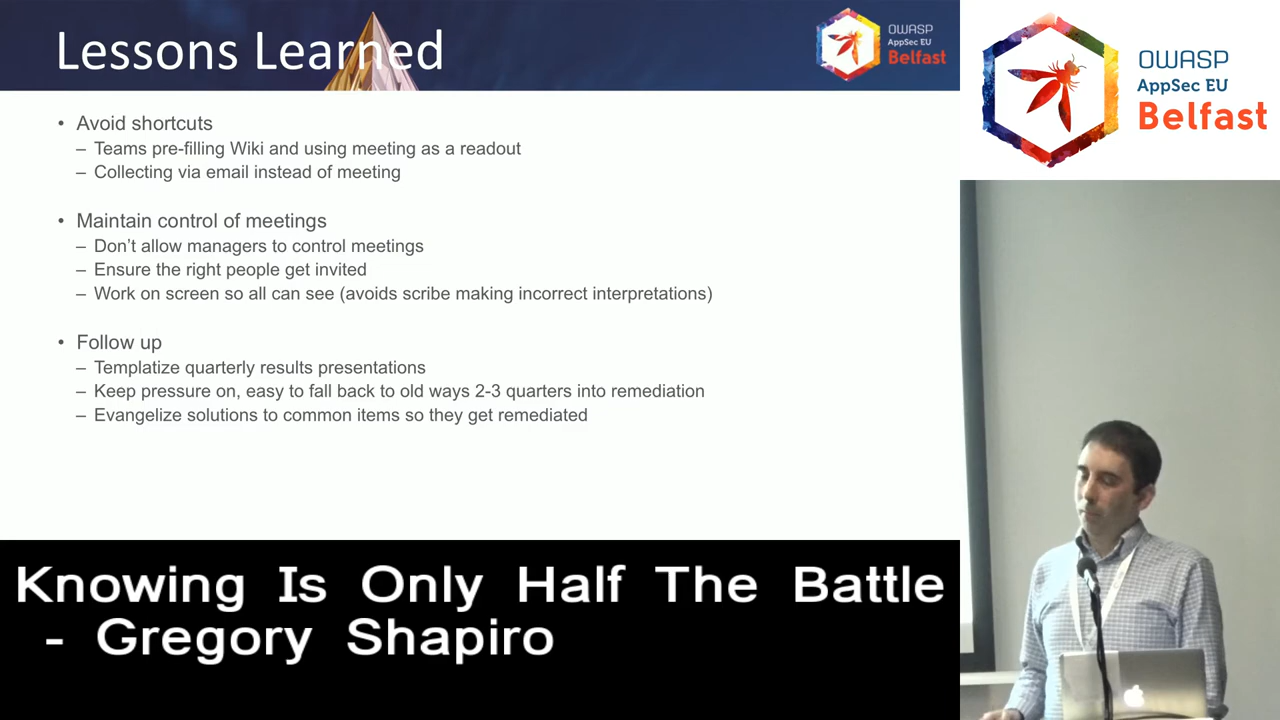 Lessons Learned
OWASP
AppSec EU
Belfast
• Avoid shortcuts
– Teams pre-filling Wiki and using meeting as a readout
– Collecting via email instead of meeting
• Maintain control of meetings
– Don’t allow managers to control meetings
– Ensure the right people get invited
– Work on screen so all can see (avoids scribe making incorrect interpretations)
• Follow up
– Templatize quarterly results presentations
– Keep pressure on, easy to fall back to old ways 2-3 quarters into remediation
– Evangelize solutions to common items so they get remediated
OWASP
AppSec EU
Belfast
Knowing Is Only Half The Battle
- Gregory Shapiro